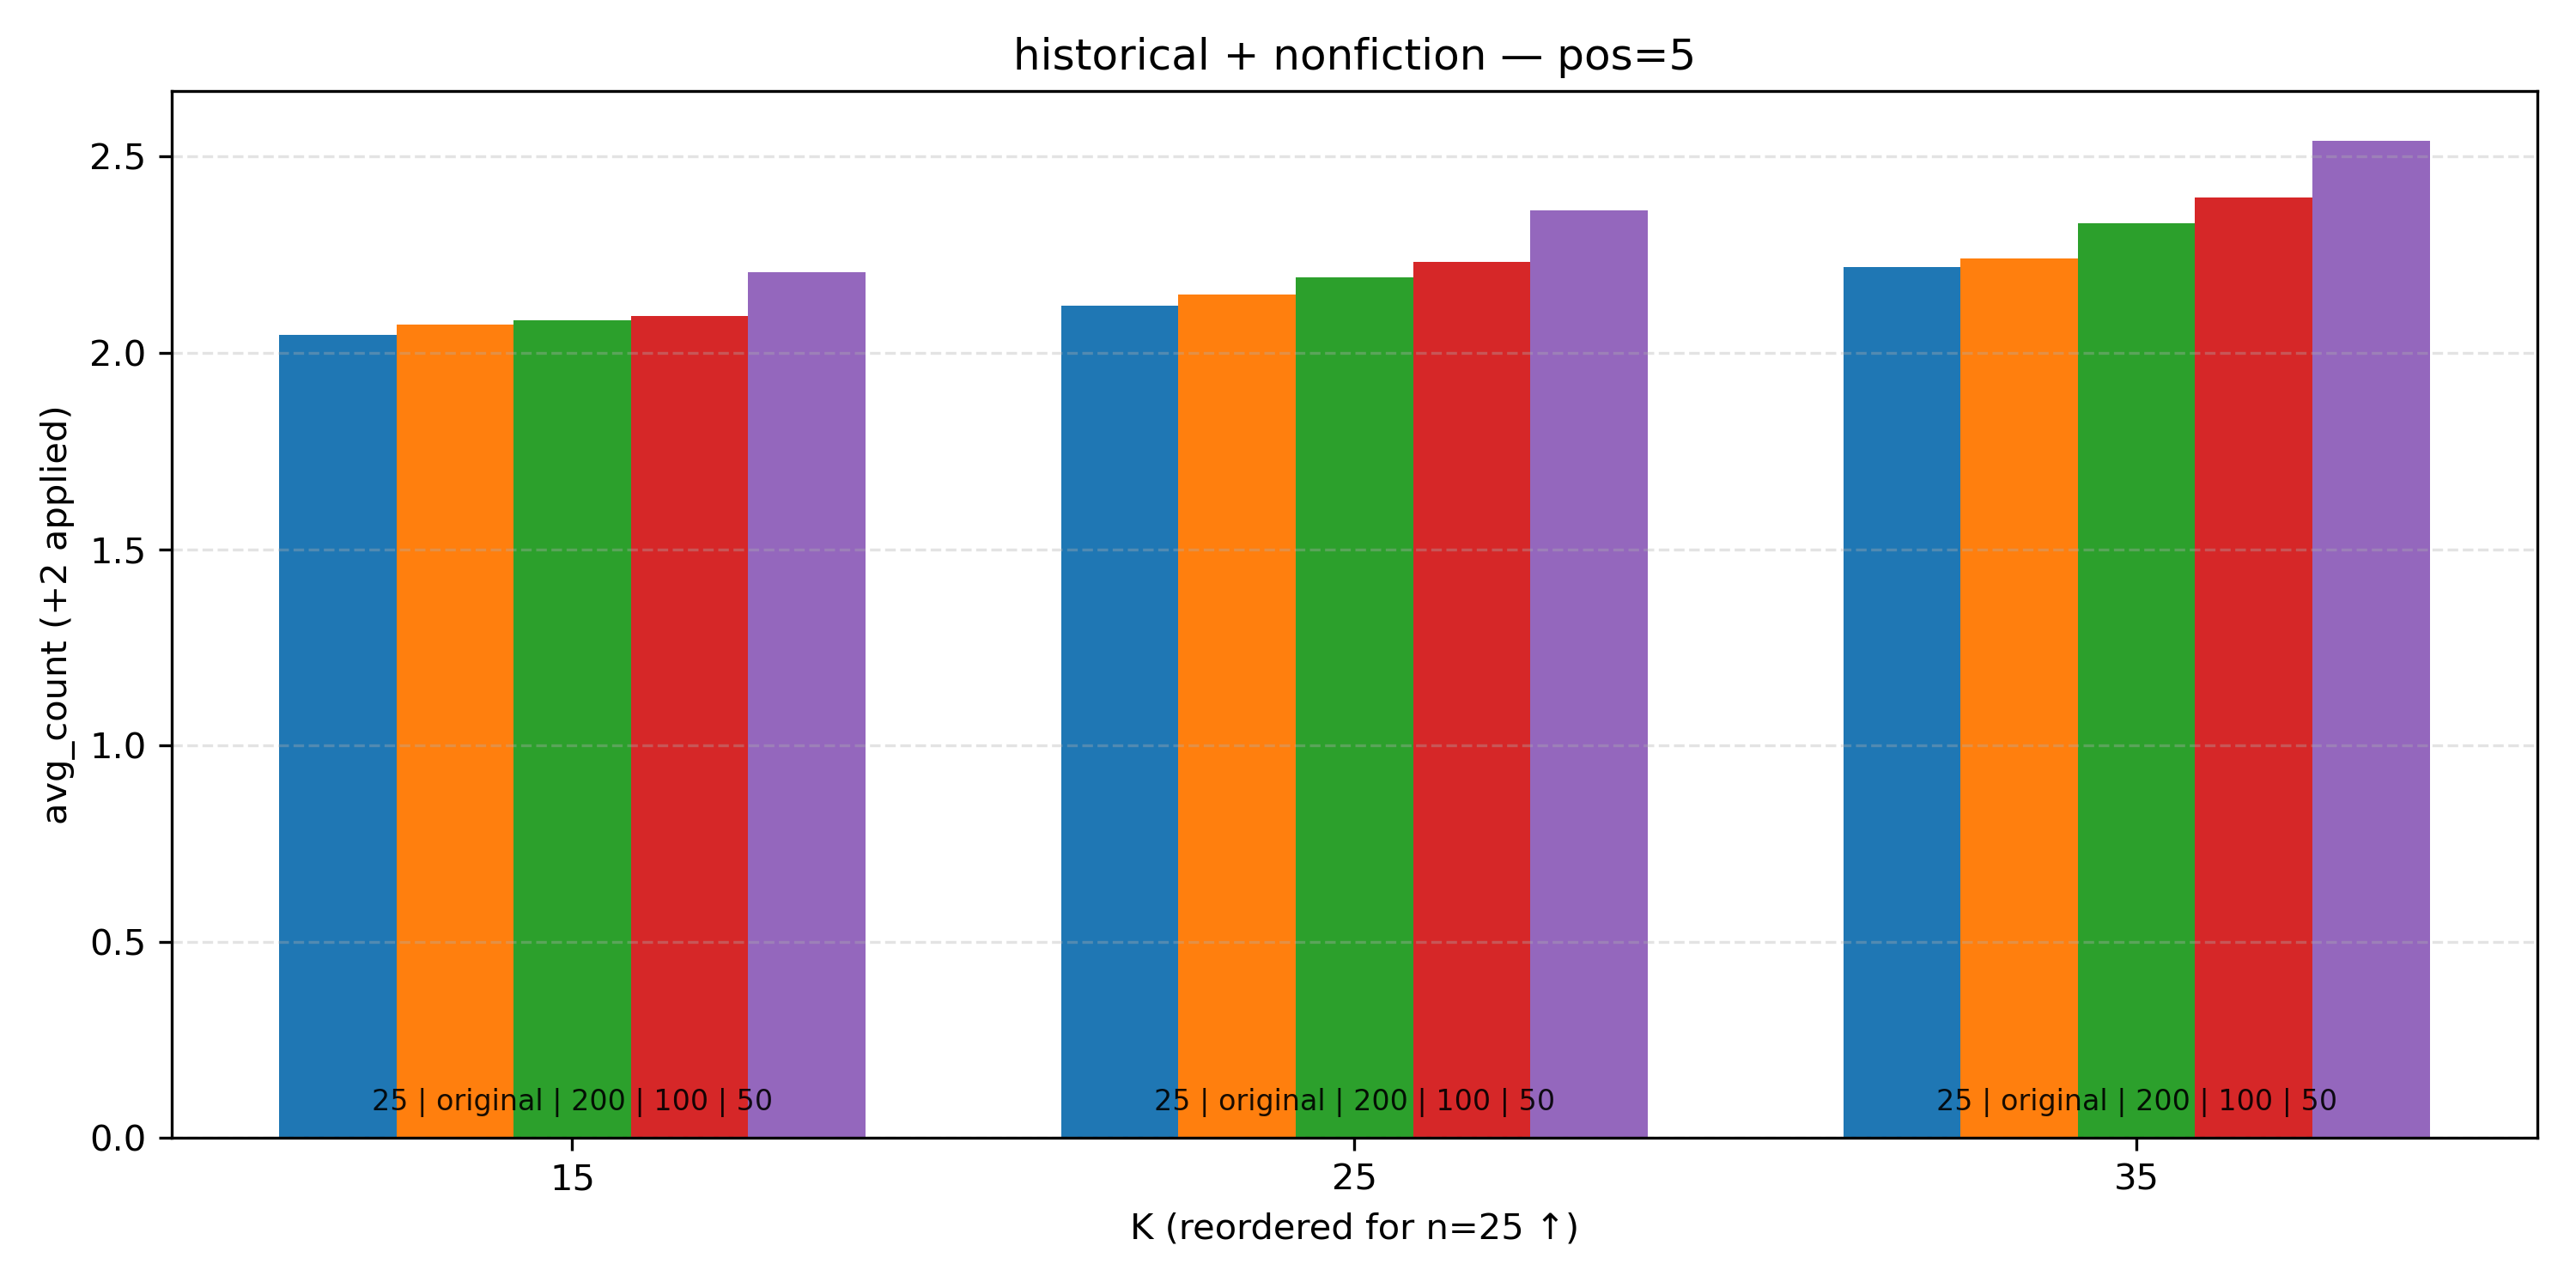 historical + nonfiction — pos=5
avg_count (+2 applied)
2.5
2.0
1.5
1.0
0.5
0.0
25 | original | 200 | 100 | 50
25 | original | 200 | 100 | 50
25 | original | 200 | 100 | 50
15
25
35
K (reordered for n=25 ↑)